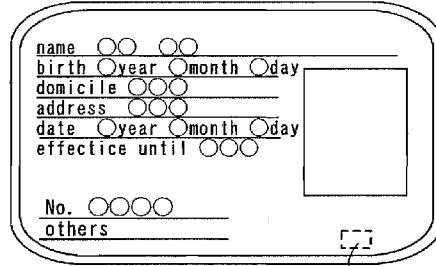 name ○○ ○○
birth ○year ○month ○day
domicile ○○○
address ○○○
date ○year ○month ○day
effectice until ○○○
No. ○○○○
others